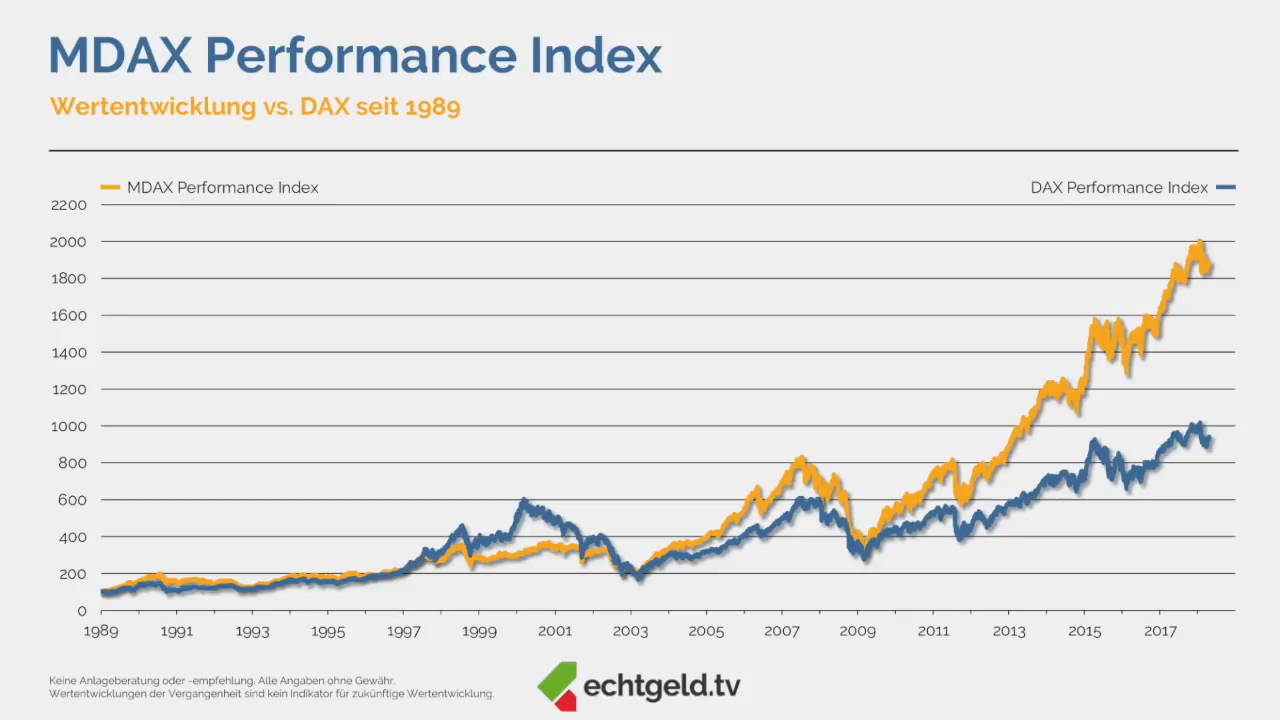 MDAX Performance Index
Wertentwicklung vs. DAX seit 1989
MDAX Performance Index
DAX Performance Index
2200
2000
1800
1600
1400
1200
1000
800
600
400
200
0
1989 1991 1993 1995 1997 1999 2001 2003 2005 2007 2009 2011 2013 2015 2017
Keine Anlageberatung oder -empfehlung. Alle Angaben ohne Gewähr.
Wertentwicklungen der Vergangenheit sind kein Indikator für zukünftige Wertentwicklung.
echtgeld.tv